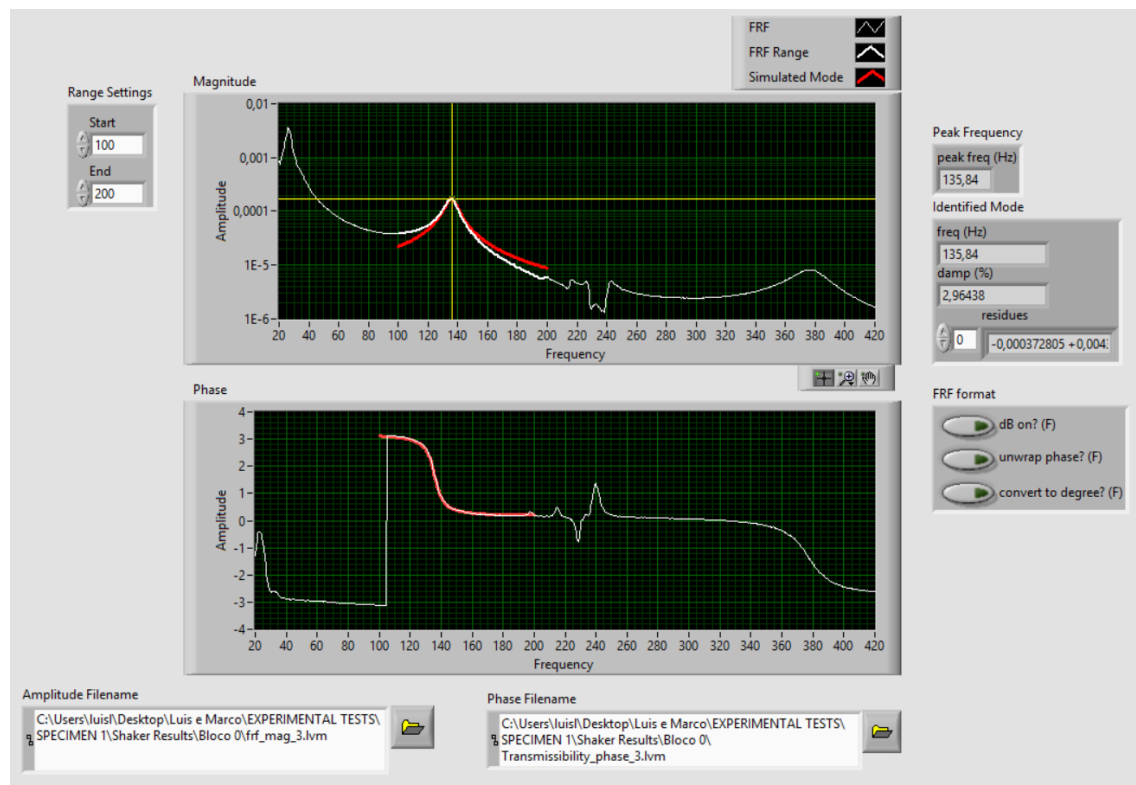 FRF
FRF Range
Simulated Mode
Magnitude
Range Settings
Start
100
End
200
Amplitude
0,01
0,001
0,0001
1E-5
1E-6
20 40 60 80 100 120 140 160 180 200 220 240 260 280 300 320 340 360 380 400 420
Frequency
Peak Frequency
peak freq (Hz)
135,84
Identified Mode
freq (Hz)
135,84
damp (%)
2,96438
residues
0
-0,000372805 +0,004
Phase
Amplitude
4
3
2
1
0
-1
-2
-3
-4
20 40 60 80 100 120 140 160 180 200 220 240 260 280 300 320 340 360 380 400 420
Frequency
FRF format
dB on? (F)
unwrap phase? (F)
convert to degree? (F)
Amplitude Filename
C:\Users\luisl\Desktop\Luis e Marco\EXPERIMENTAL TESTS\
SPECIMEN 1\Shaker Results\Bloco 0\frf_mag_3.lvm
Phase Filename
C:\Users\luisl\Desktop\Luis e Marco\EXPERIMENTAL TESTS\
SPECIMEN 1\Shaker Results\Bloco 0\
Transmissibility_phase_3.lvm